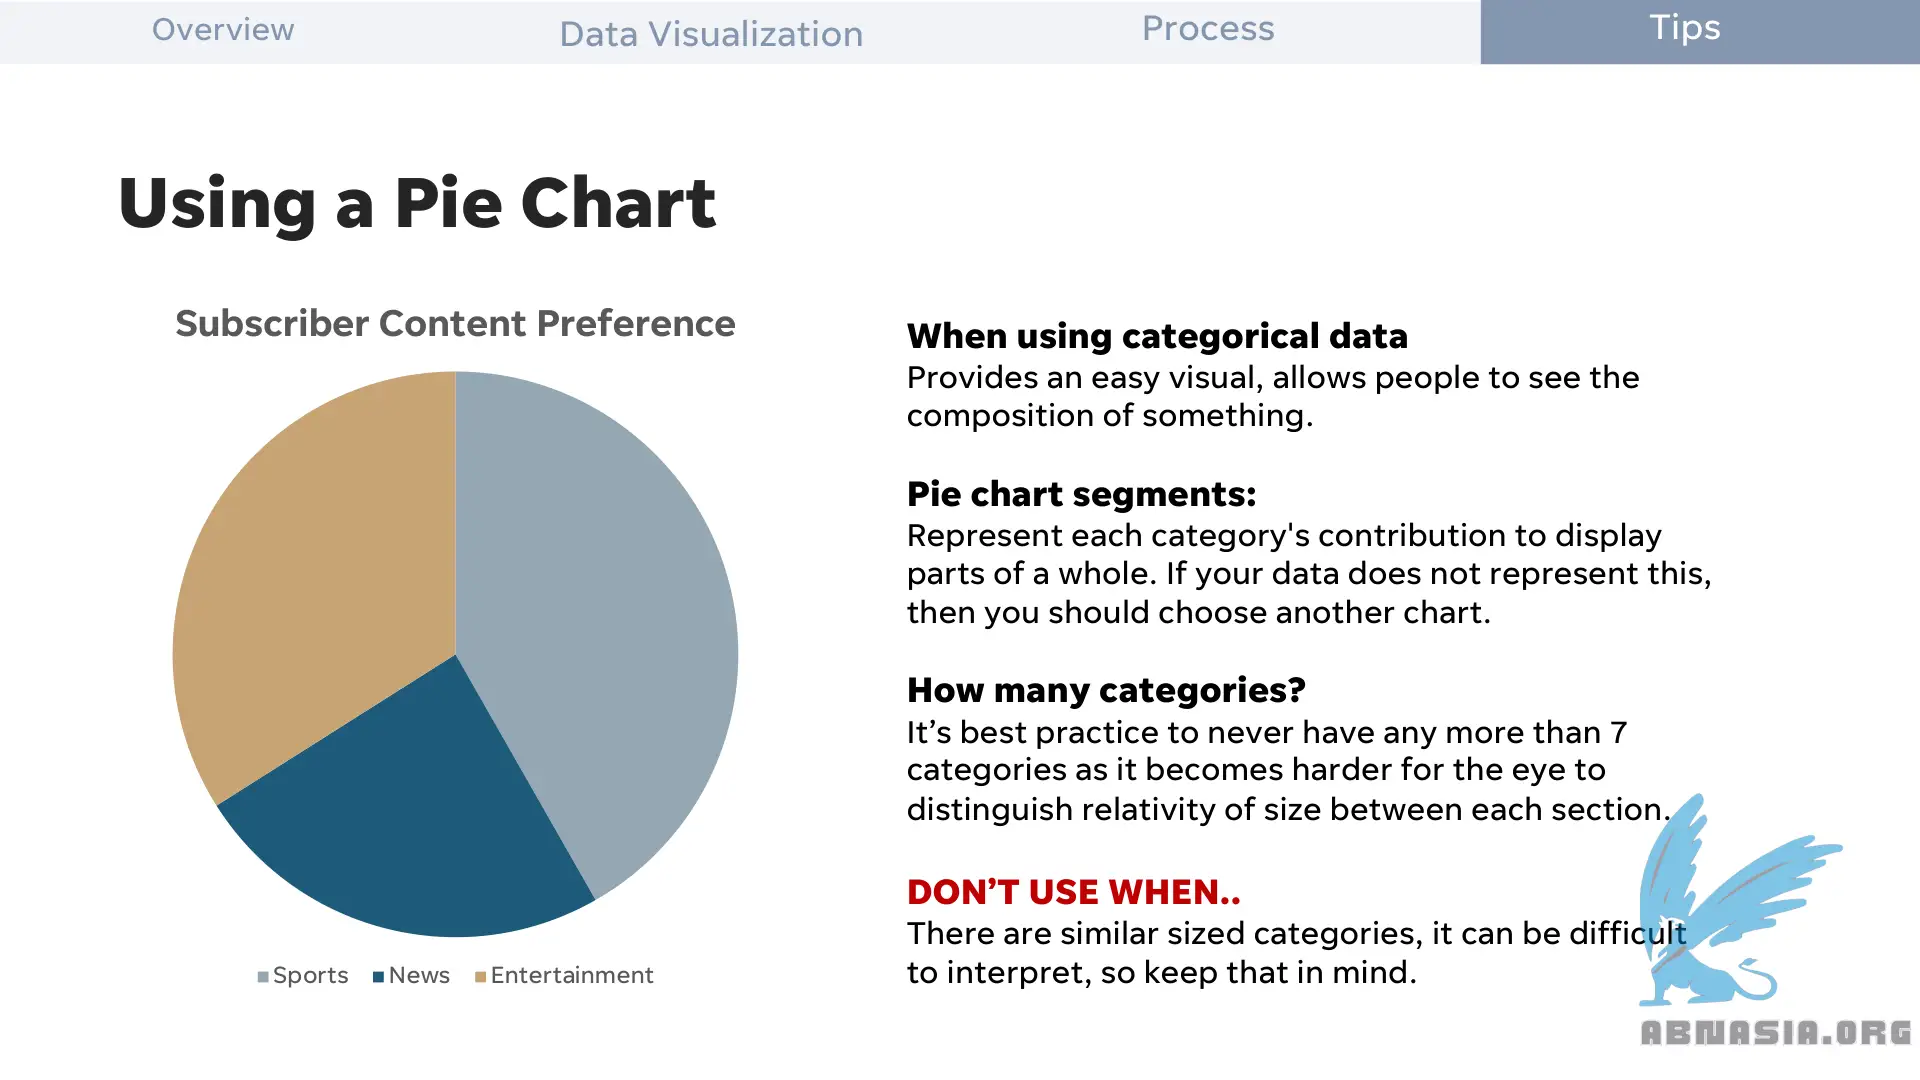 Overview
Data Visualization
Process
Tips
Using a Pie Chart
Subscriber Content Preference
Sports
News
Entertainment
When using categorical data
Provides an easy visual, allows people to see the
composition of something.
Pie chart segments:
Represent each category's contribution to display
parts of a whole. If your data does not represent this,
then you should choose another chart.
How many categories?
It’s best practice to never have any more than 7
categories as it becomes harder for the eye to
distinguish relativity of size between each section.
DON’T USE WHEN..
There are similar sized categories, it can be difficult
to interpret, so keep that in mind.
ABNASIA.ORG